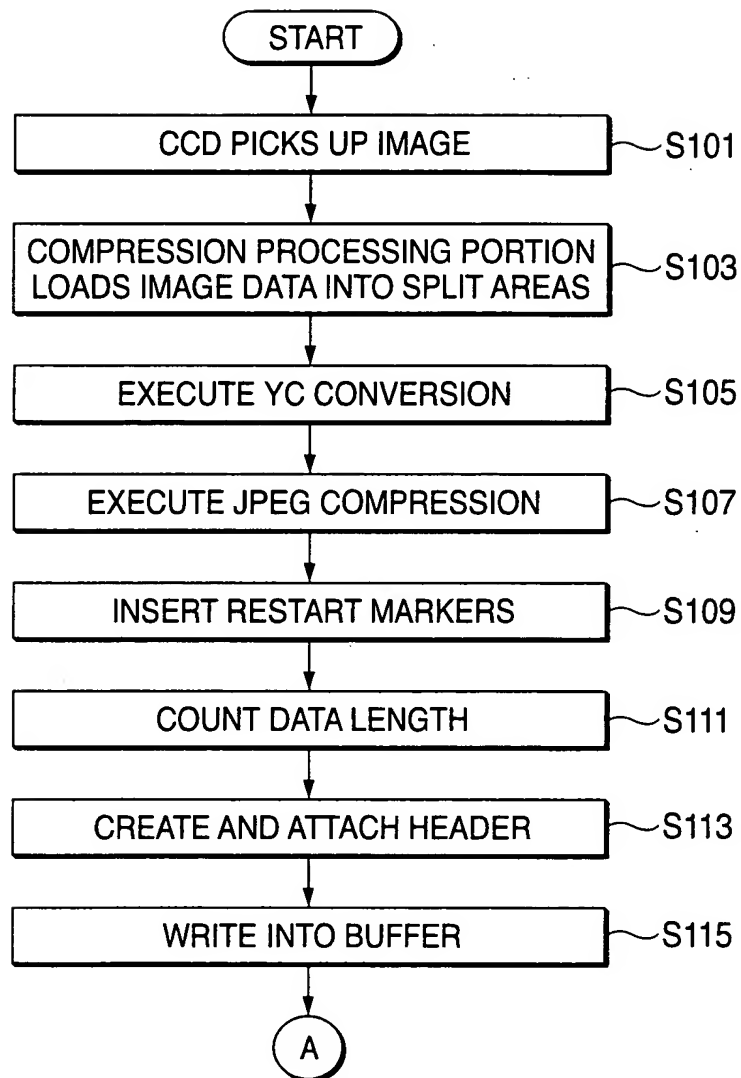 START
CCD PICKS UP IMAGE
S101
COMPRESSION PROCESSING PORTION
LOADS IMAGE DATA INTO SPLIT AREAS
S103
EXECUTE YC CONVERSION
S105
EXECUTE JPEG COMPRESSION
S107
INSERT RESTART MARKERS
S109
COUNT DATA LENGTH
S111
CREATE AND ATTACH HEADER
S113
WRITE INTO BUFFER
S115
A